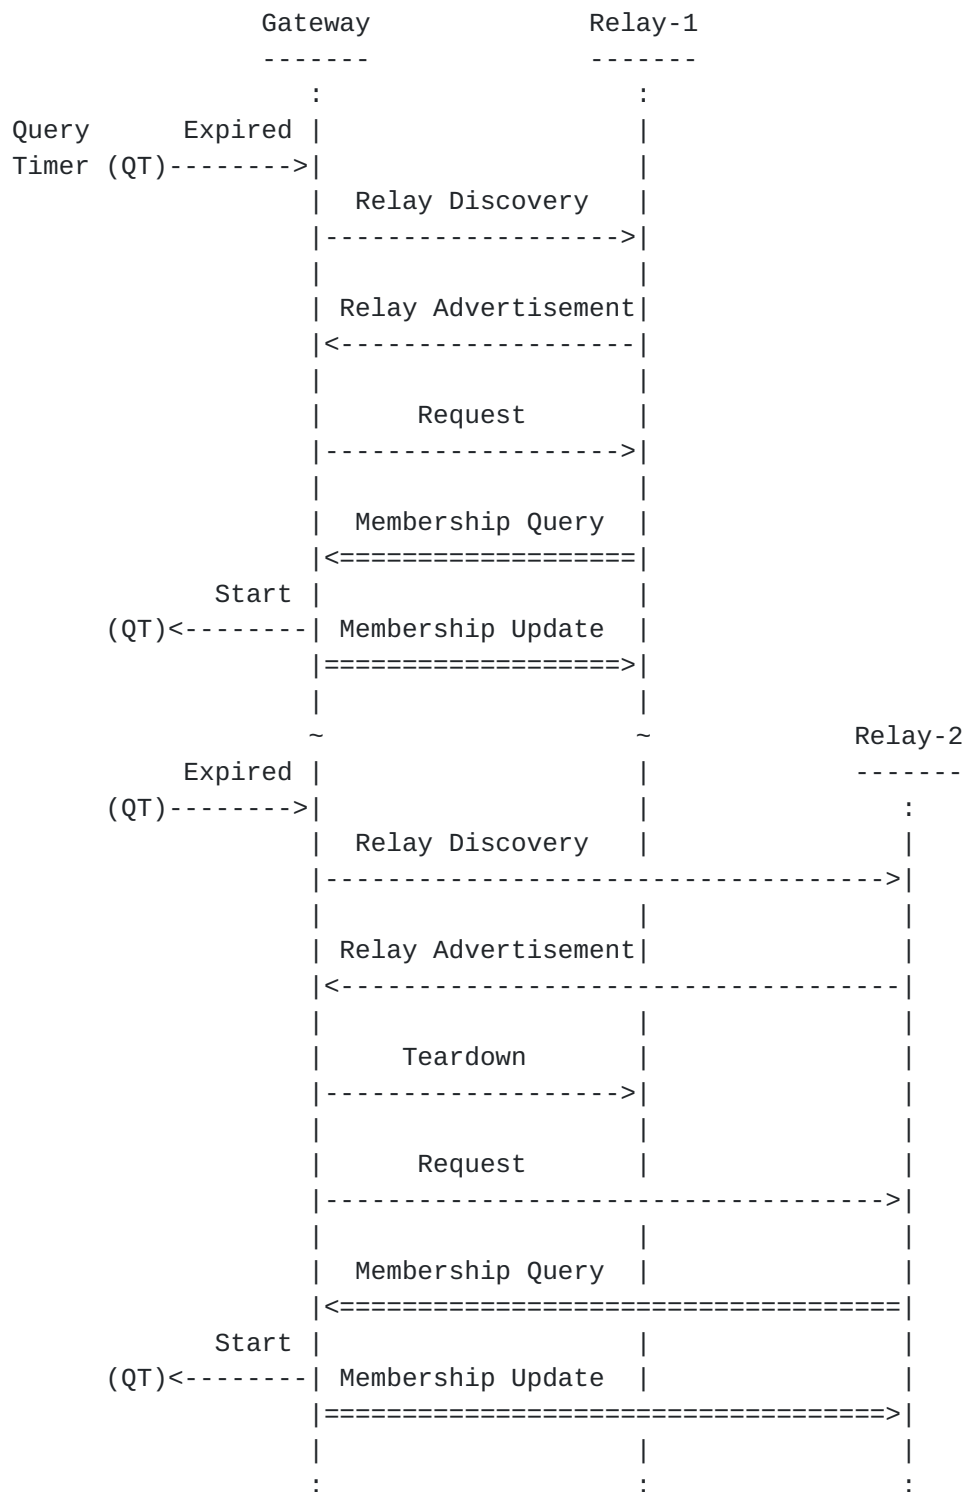 Gateway              Relay-1
                -------              -------
                   :                    :
Query      Expired |                    |
Timer (QT)-------->|                    |
                   |  Relay Discovery   |
                   |------------------->|
                   |                    |
                   | Relay Advertisement|
                   |<-------------------|
                   |                    |
                   |      Request       |
                   |------------------->|
                   |                    |
                   |  Membership Query  |
                   |<===================|
             Start |                    |
      (QT)<--------| Membership Update  |
                   |===================>|
                   |                    |
                   ~                    ~             Relay-2
           Expired |                    |             -------
      (QT)-------->|                    |                :
                   |  Relay Discovery   |                |
                   |------------------------------------>|
                   |                    |                |
                   | Relay Advertisement|                |
                   |<------------------------------------|
                   |                    |                |
                   |     Teardown       |                |
                   |------------------->|                |
                   |                    |                |
                   |      Request       |                |
                   |------------------------------------>|
                   |                    |                |
                   |  Membership Query  |                |
                   |<====================================|
             Start |                    |                |
      (QT)<--------| Membership Update  |                |
                   |====================================>|
                   |                    |                |
                   :                    :                :